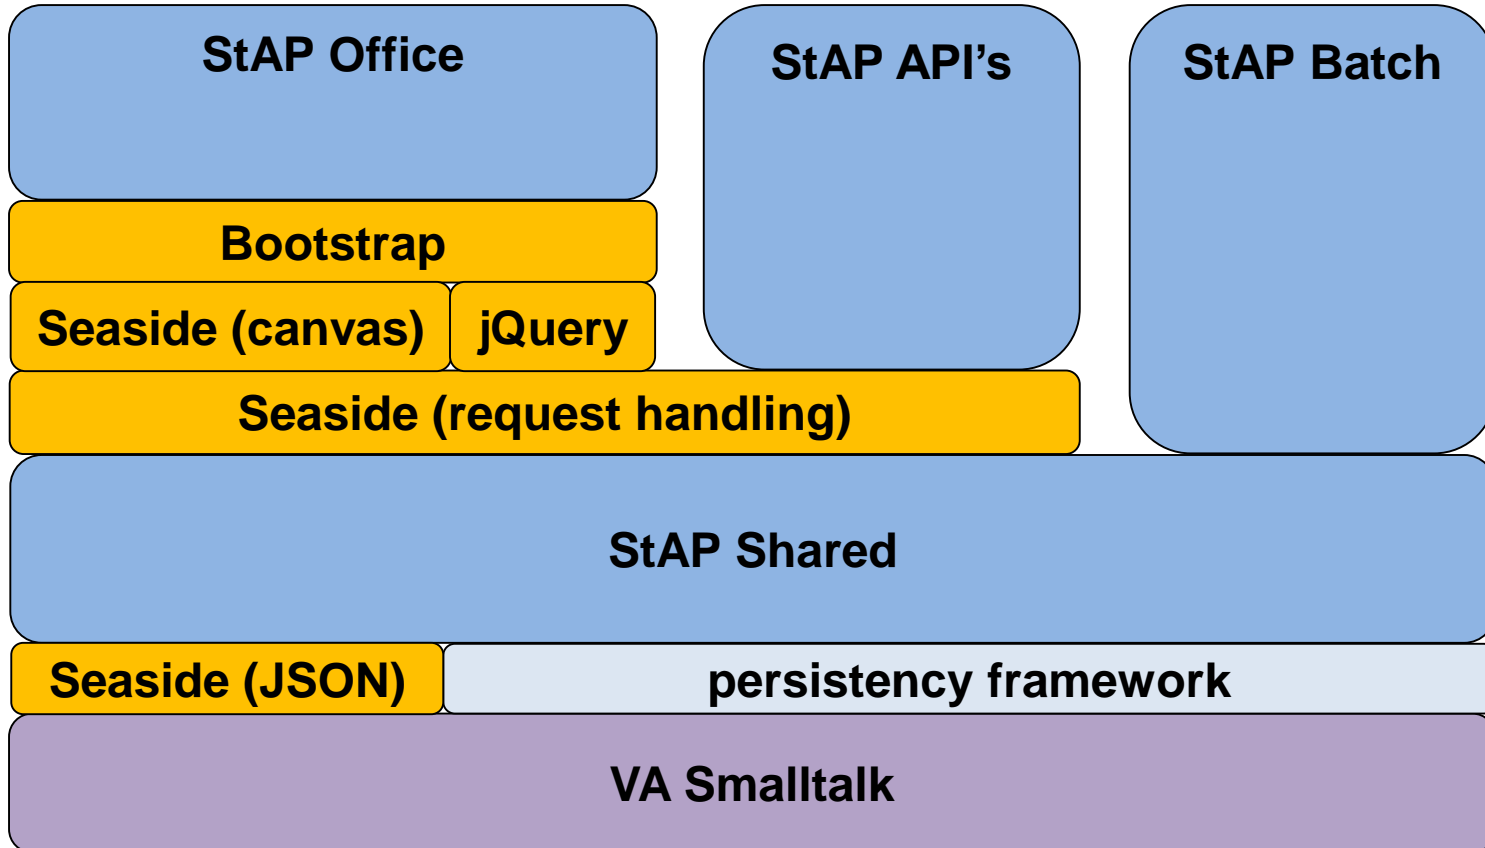 StAP Office
StAP API’s
StAP Batch
Bootstrap
Seaside (canvas)
jQuery
Seaside (request handling)
StAP Shared
Seaside (JSON)
persistency framework
VA Smalltalk